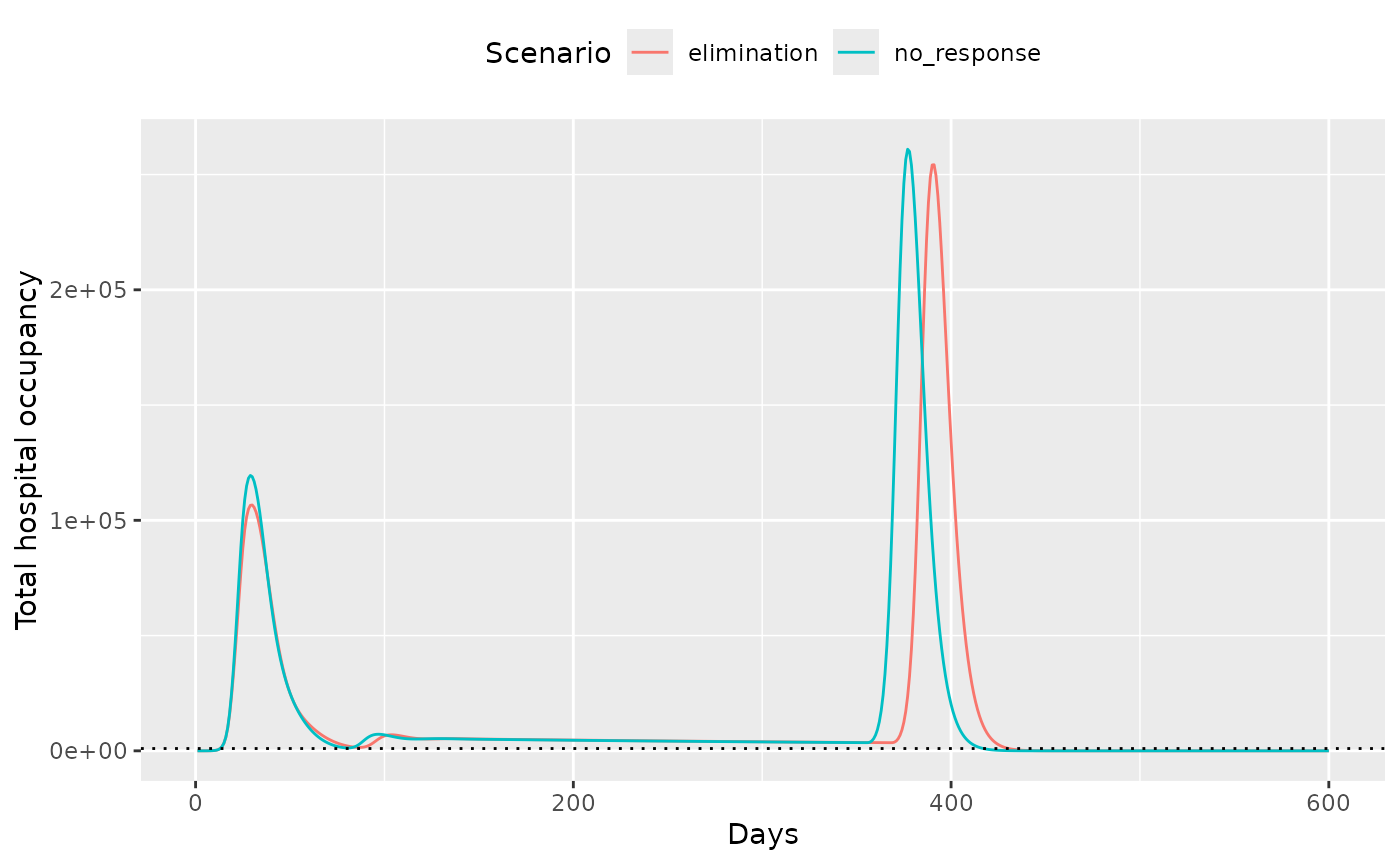 Scenario elimination no_response
Total hospital occupancy
2e+05
1e+05
0e+00
0 200 400 600
Days